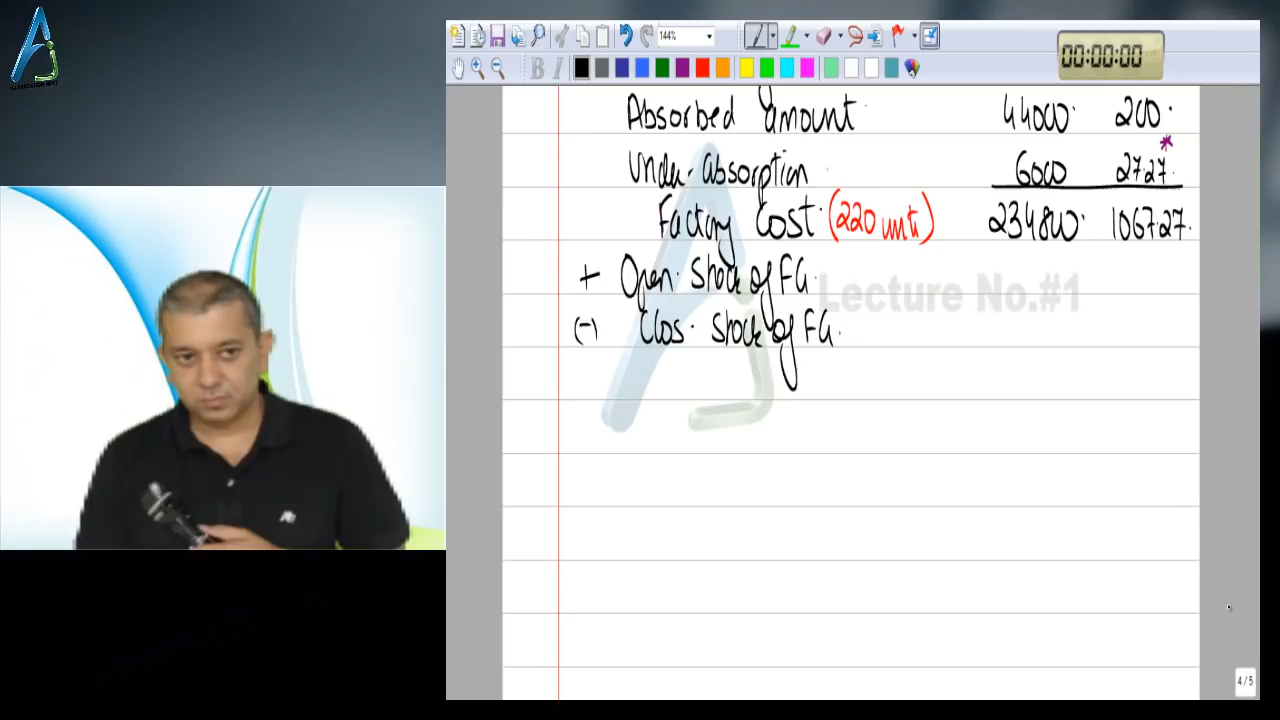 144%
00:00:00
Absorbed amount 44000 200
Under-absorption 6000 27.27 *
Factory Cost (220 units) 234800 1067.27
+ Open. Stock of FG
(-) Clos. Stock of FG.
Lecture No.#1
4/5